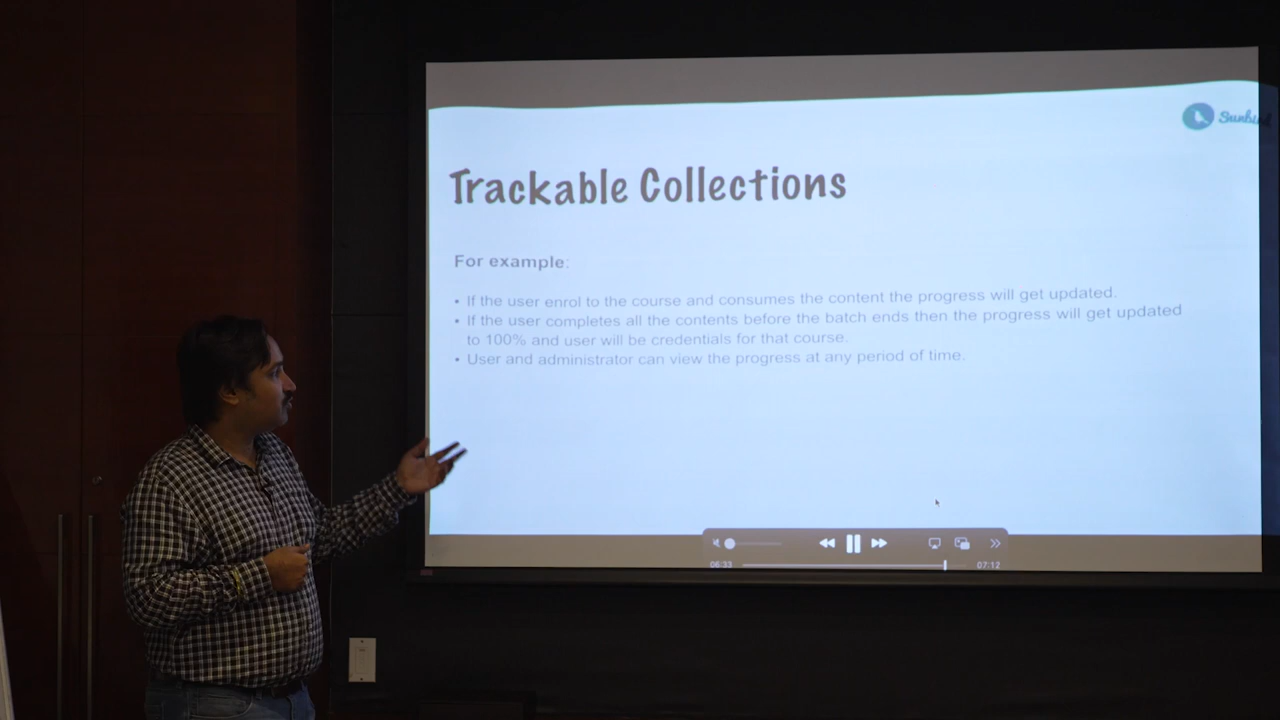 Sunbird
Trackable Collections
For example:
• If the user enrol to the course and consumes the content the progress will get updated.
• If the user completes all the contents before the batch ends then the progress will get updated
to 100% and user will be credentials for that course.
• User and administrator can view the progress at any period of time.
06:33
07:12